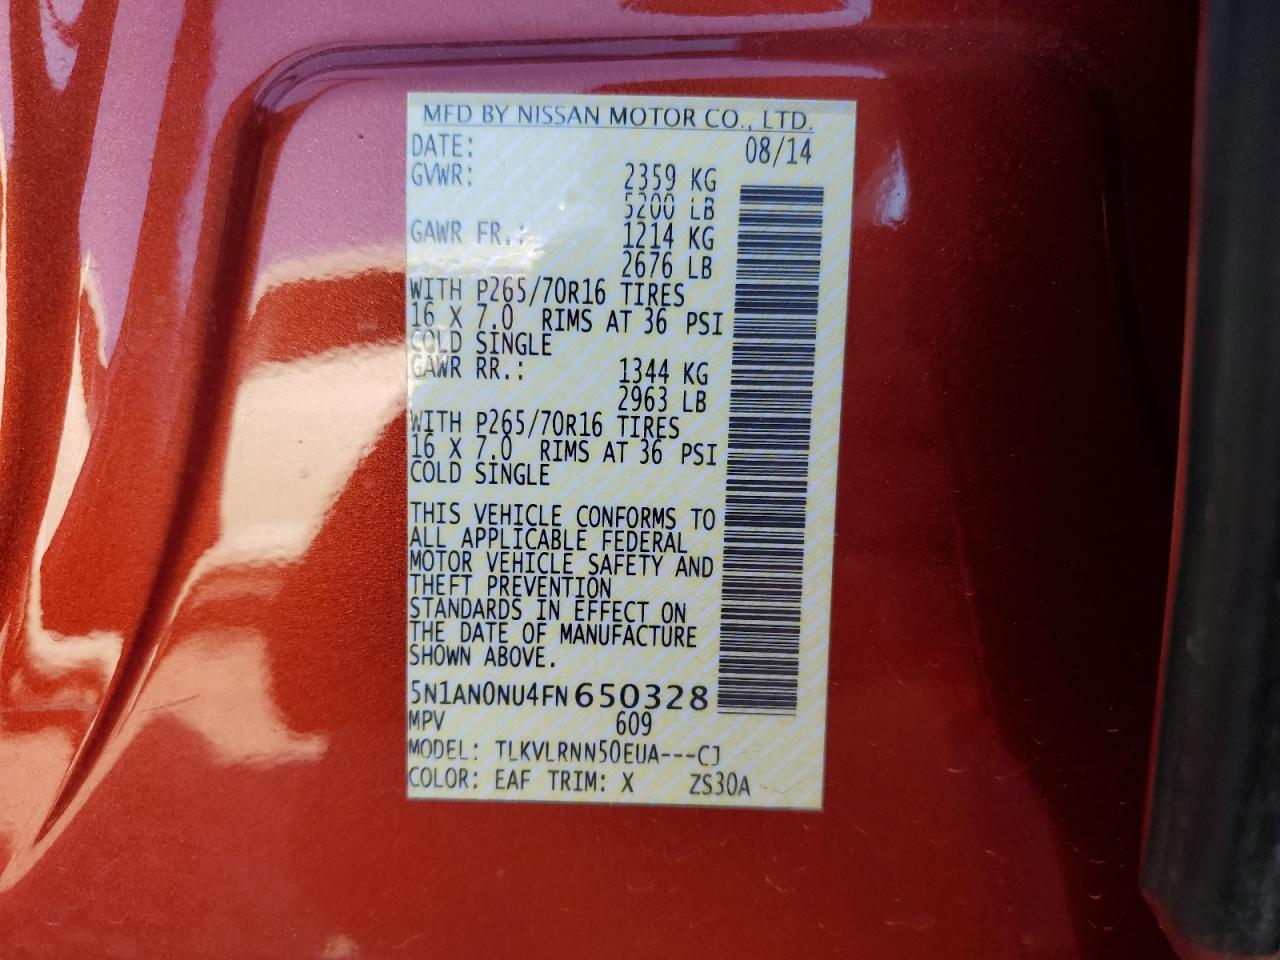 MFD BY NISSAN MOTOR CO., LTD.
DATE: 08/14
GVWR: 2359 KG
5200 LB
GAWR FR.: 1214 KG
2676 LB
WITH P265/70R16 TIRES
16 X 7.0 RIMS AT 36 PSI
COLD SINGLE
GAWR RR.: 1344 KG
2963 LB
WITH P265/70R16 TIRES
16 X 7.0 RIMS AT 36 PSI
COLD SINGLE
THIS VEHICLE CONFORMS TO
ALL APPLICABLE FEDERAL
MOTOR VEHICLE SAFETY AND
THEFT PREVENTION
STANDARDS IN EFFECT ON
THE DATE OF MANUFACTURE
SHOWN ABOVE.
5N1AN0NU4FN650328
MPV 609
MODEL: TLKVLRNN50EUA---CJ
COLOR: EAF TRIM: X ZS30A